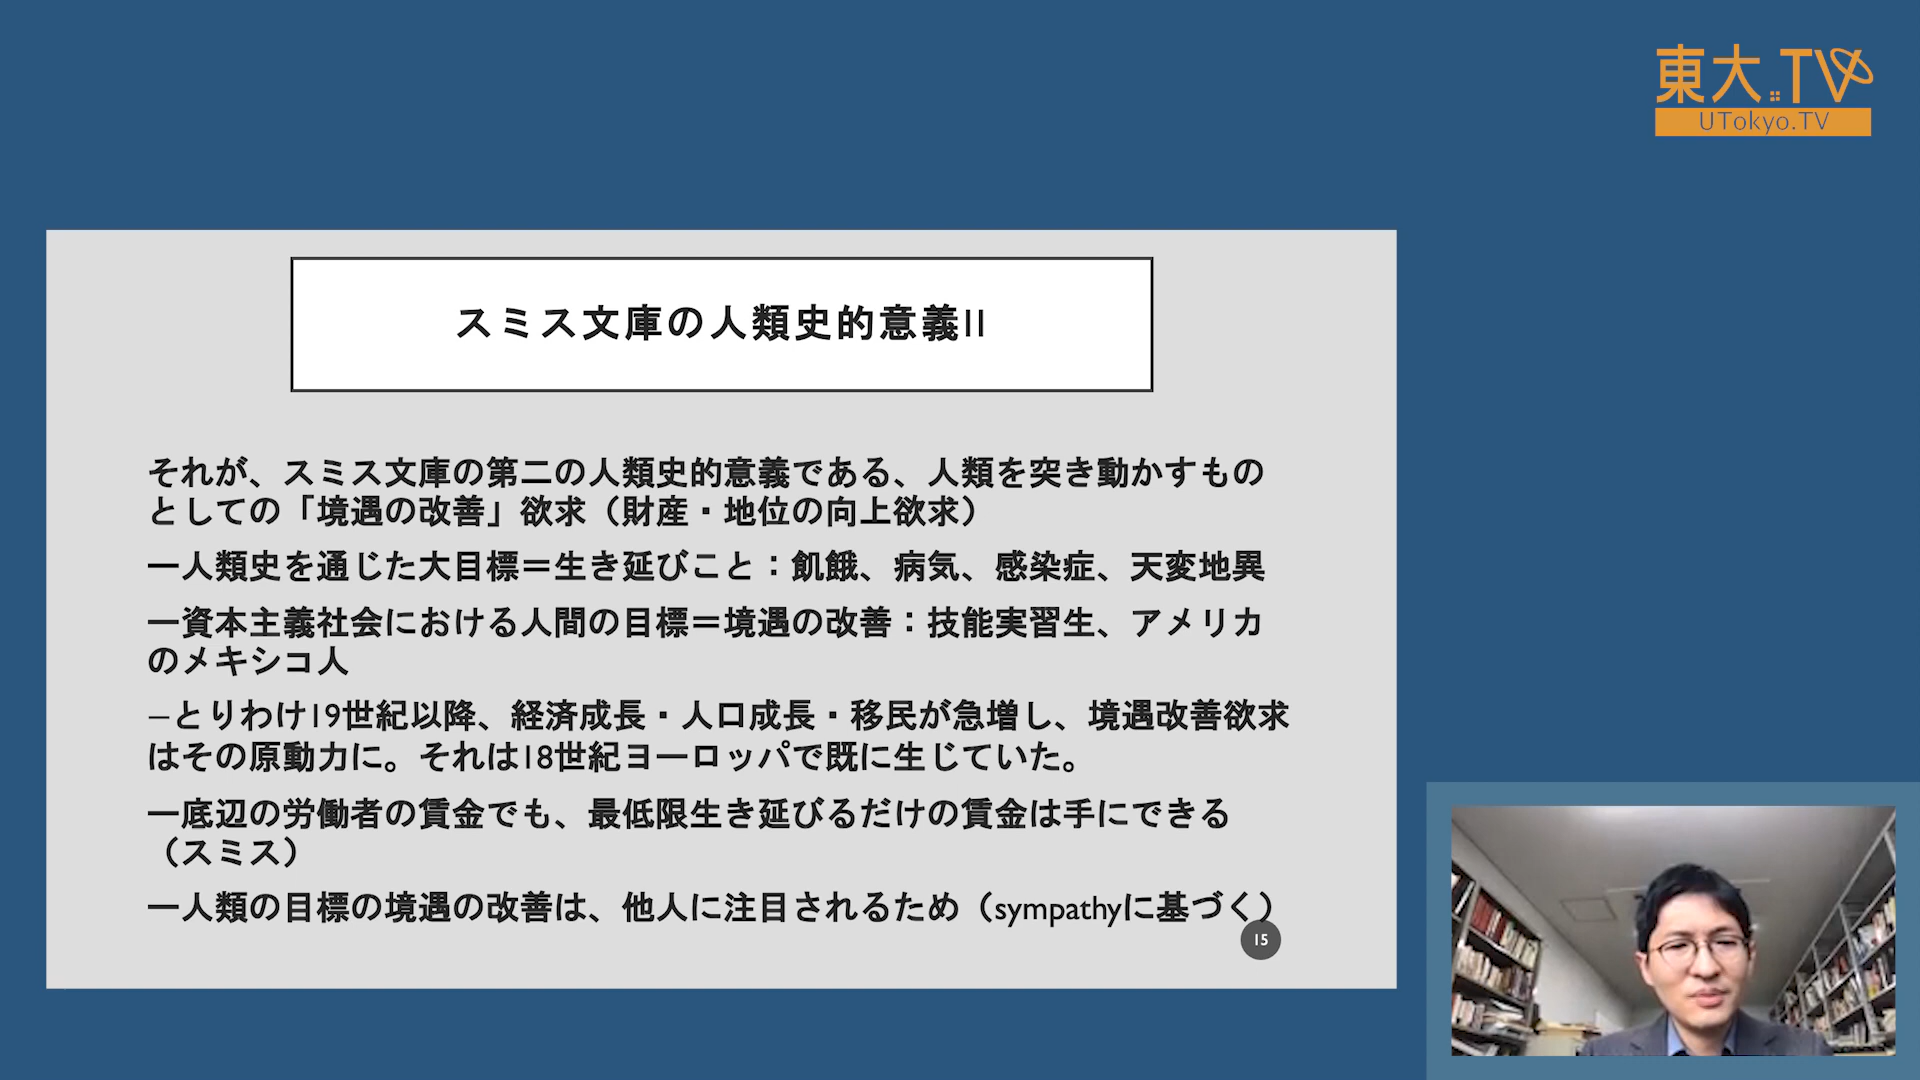 東大TV
UTokyo.TV
スミス文庫の人類史的意義II
それが、スミス文庫の第二の人類史的意義である、人類を突き動かすもの
としての「境遇の改善」欲求（財産・地位の向上欲求）
—人類史を通じた大目標＝生き延びこと：飢餓、病気、感染症、天変地異
—資本主義社会における人間の目標＝境遇の改善：技能実習生、アメリカ
のメキシコ人
–とりわけ19世紀以降、経済成長・人口成長・移民が急増し、境遇改善欲求
はその原動力に。それは18世紀ヨーロッパで既に生じていた。
—底辺の労働者の賃金でも、最低限生き延びるだけの賃金は手にできる
（スミス）
—人類の目標の境遇の改善は、他人に注目されるため（sympathyに基づく）
15